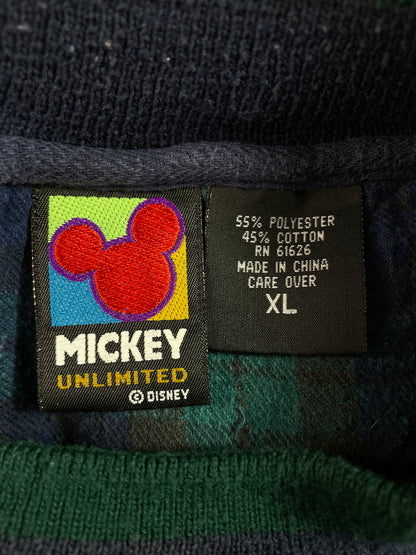 MICKEY
UNLIMITED
© DISNEY
55% POLYESTER
45% COTTON
RN 61626
MADE IN CHINA
CARE OVER
XL